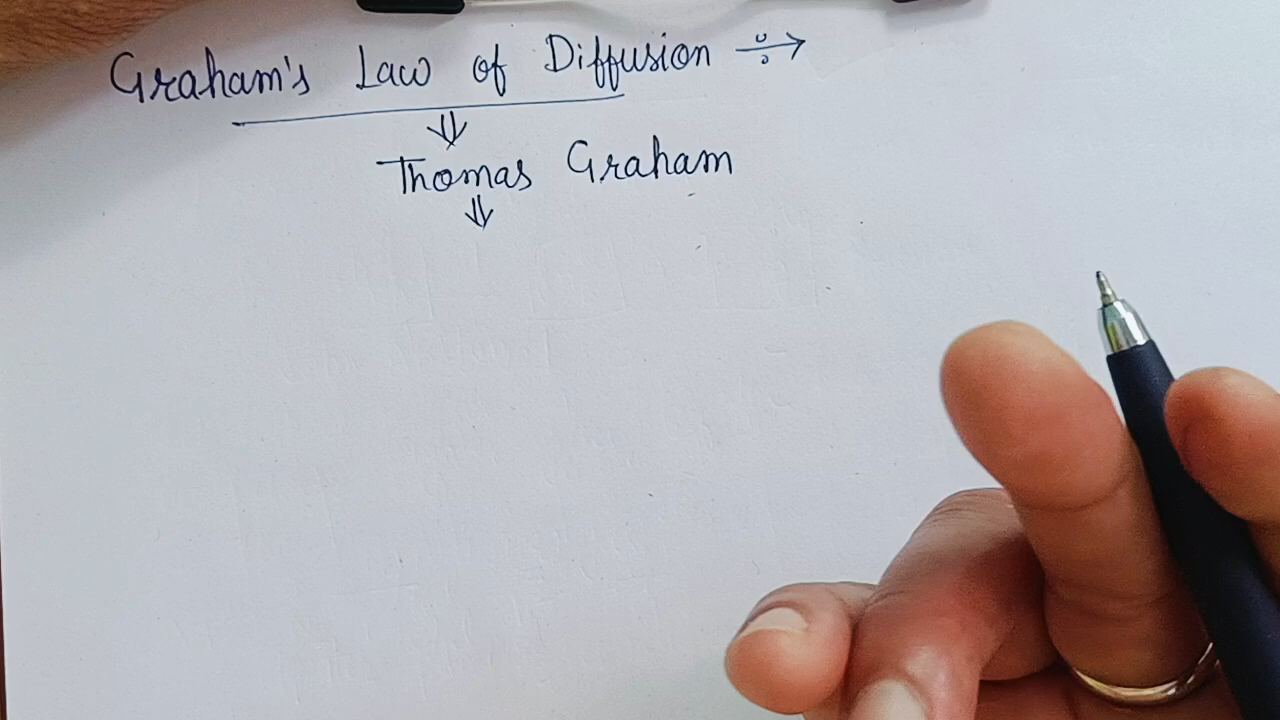 Graham's Law of Diffusion ÷→
⇓
Thomas Graham
⇓